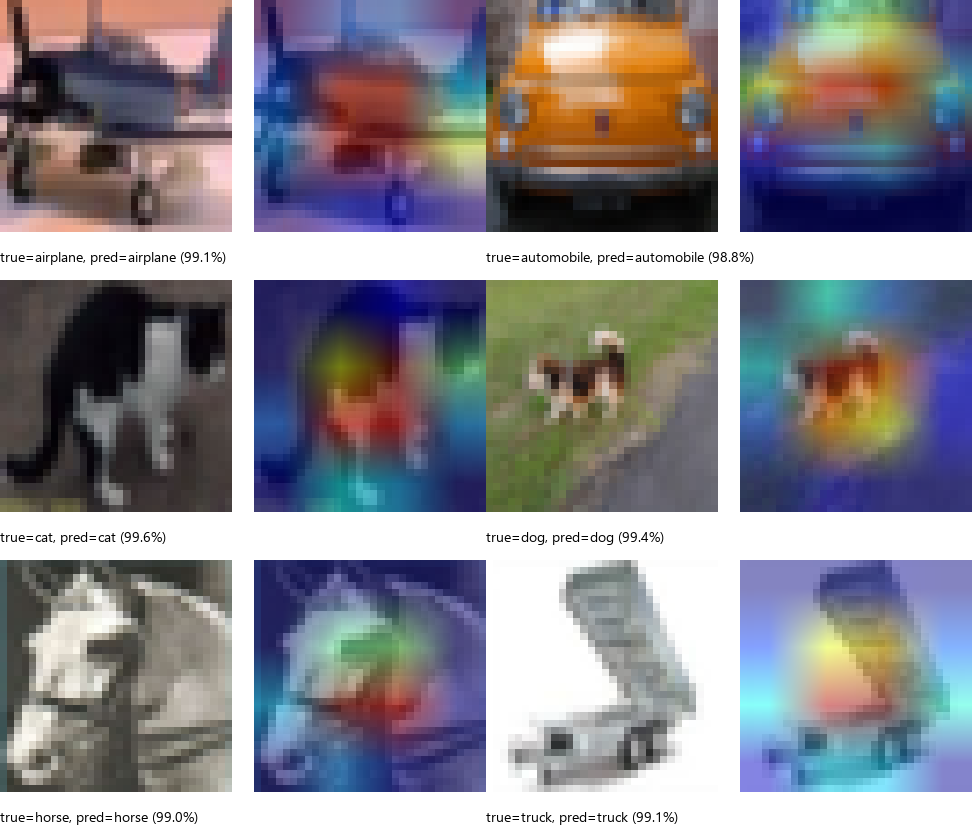 true=airplane, pred=airplane (99.1%)
true=automobile, pred=automobile (98.8%)
true=cat, pred=cat (99.6%)
true=dog, pred=dog (99.4%)
true=horse, pred=horse (99.0%)
true=truck, pred=truck (99.1%)